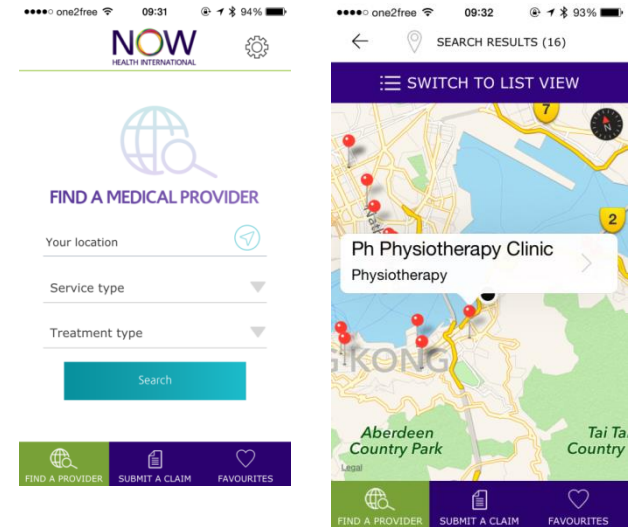 one2free 09:31 94%
NOW
HEALTH INTERNATIONAL
FIND A MEDICAL PROVIDER
Your location
Service type
Treatment type
Search
FIND A PROVIDER SUBMIT A CLAIM FAVOURITES
one2free 09:32 93%
SEARCH RESULTS (16)
SWITCH TO LIST VIEW
7
N
2
Nath
Ph Physiotherapy Clinic
Physiotherapy
KONG
Aberdeen
Country Park
Tai Ta
Country
Legal
FIND A PROVIDER SUBMIT A CLAIM FAVOURITES